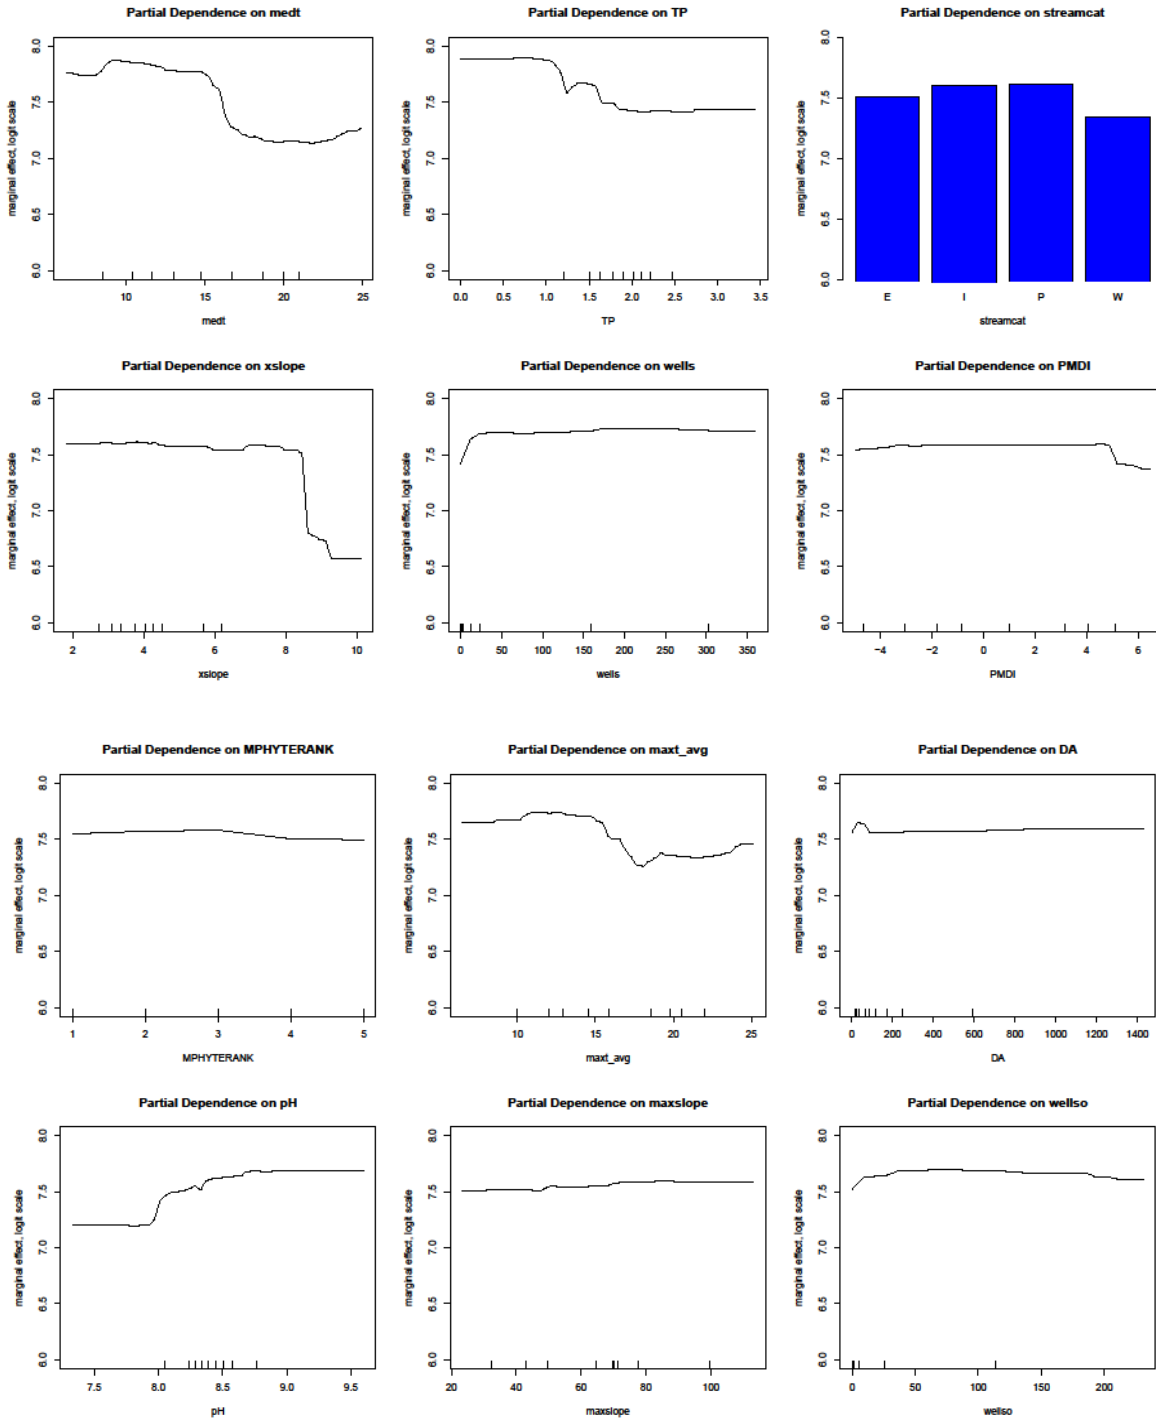 Partial Dependence on medt
marginal effect, logit scale
8.0
7.5
7.0
6.5
6.0
10 15 20 25
medt
Partial Dependence on TP
marginal effect, logit scale
8.0
7.5
7.0
6.5
6.0
0.0 0.5 1.0 1.5 2.0 2.5 3.0 3.5
TP
Partial Dependence on streamcat
marginal effect, logit scale
8.0
7.5
7.0
6.5
6.0
E I P W
streamcat
Partial Dependence on xslope
marginal effect, logit scale
8.0
7.5
7.0
6.5
6.0
2 4 6 8 10
xslope
Partial Dependence on wells
marginal effect, logit scale
8.0
7.5
7.0
6.5
6.0
0 50 100 150 200 250 300 350
wells
Partial Dependence on PMDI
marginal effect, logit scale
8.0
7.5
7.0
6.5
6.0
−4 −2 0 2 4 6
PMDI
Partial Dependence on MPHYTERANK
marginal effect, logit scale
8.0
7.5
7.0
6.5
6.0
1 2 3 4 5
MPHYTERANK
Partial Dependence on maxt_avg
marginal effect, logit scale
8.0
7.5
7.0
6.5
6.0
10 15 20 25
maxt_avg
Partial Dependence on DA
marginal effect, logit scale
8.0
7.5
7.0
6.5
6.0
0 200 400 600 800 1000 1200 1400
DA
Partial Dependence on pH
marginal effect, logit scale
8.0
7.5
7.0
6.5
6.0
7.5 8.0 8.5 9.0 9.5
pH
Partial Dependence on maxslope
marginal effect, logit scale
8.0
7.5
7.0
6.5
6.0
20 40 60 80 100
maxslope
Partial Dependence on wellso
marginal effect, logit scale
8.0
7.5
7.0
6.5
6.0
0 50 100 150 200
wellso